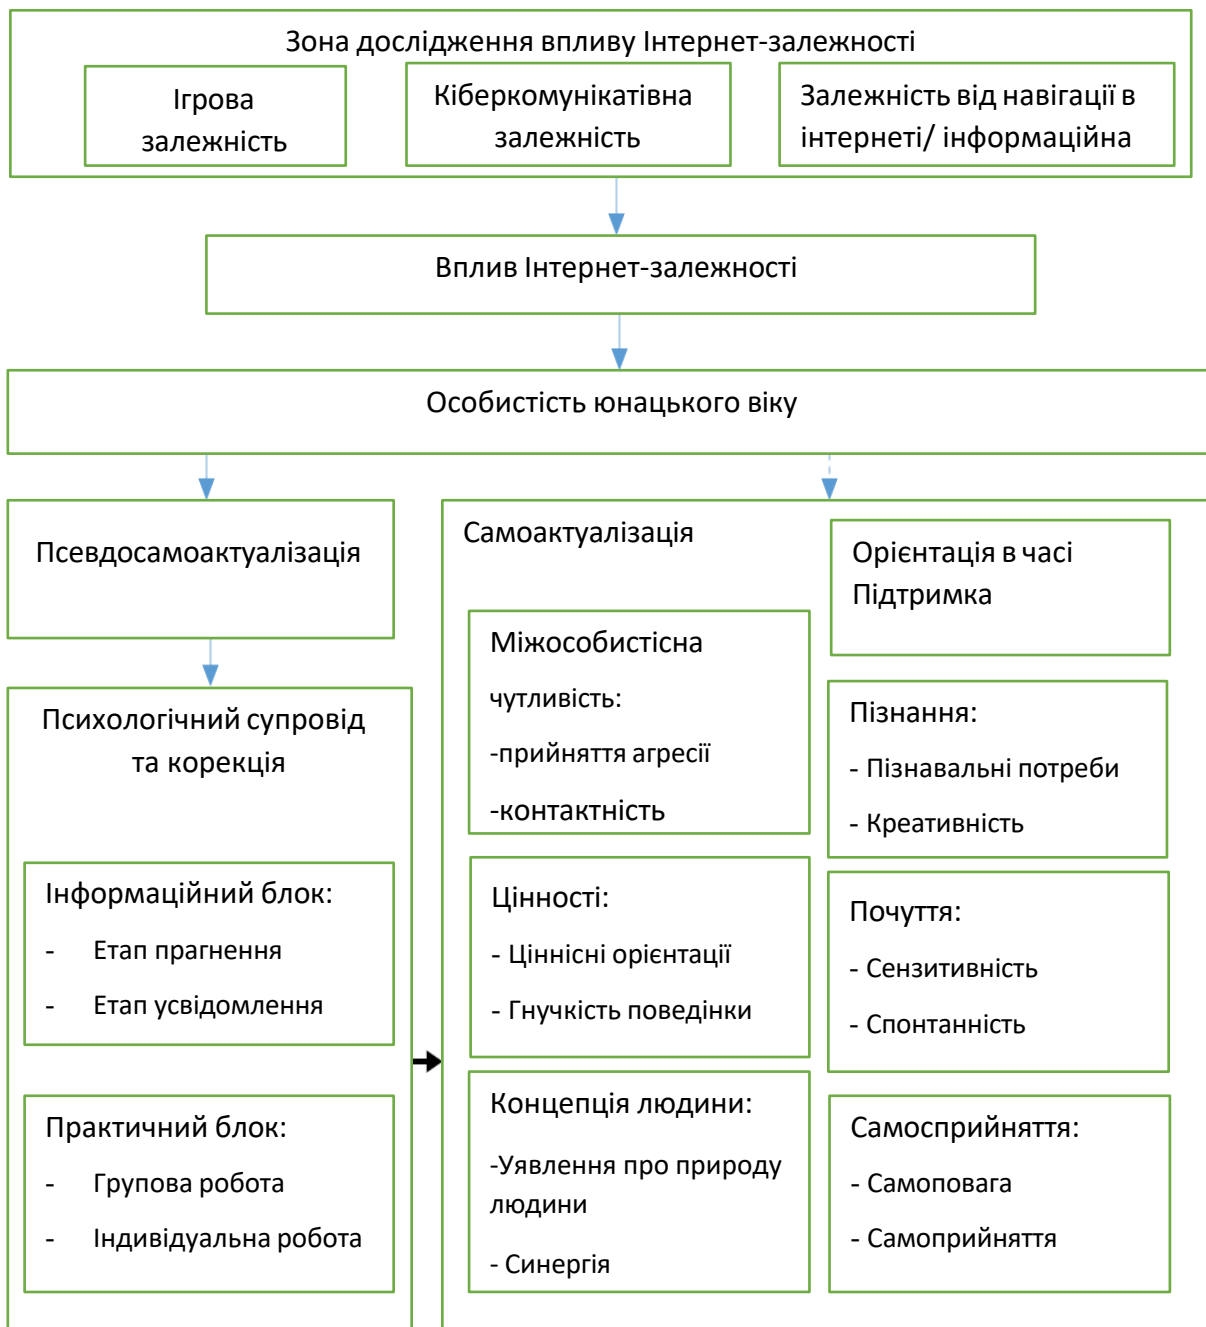 Зона дослідження впливу Інтернет-залежності
Ігрова
залежність
Кіберкомунікатівна
залежність
Залежність від навігації в
інтернеті/ інформаційна
Вплив Інтернет-залежності
Особистість юнацького віку
Псевдосамоактуалізація
Психологічний супровід
та корекція
Інформаційний блок:
- Етап прагнення
- Етап усвідомлення
Практичний блок:
- Групова робота
- Індивідуальна робота
Самоактуалізація
Орієнтація в часі
Підтримка
Міжособистісна
чутливість:
-прийняття агресії
-контактність
Пізнання:
- Пізнавальні потреби
- Креативність
Цінності:
- Ціннісні орієнтації
- Гнучкість поведінки
Почуття:
- Сензитивність
- Спонтанність
Концепція людини:
-Уявлення про природу
людини
- Синергія
Самосприйняття:
- Самоповага
- Самоприйняття